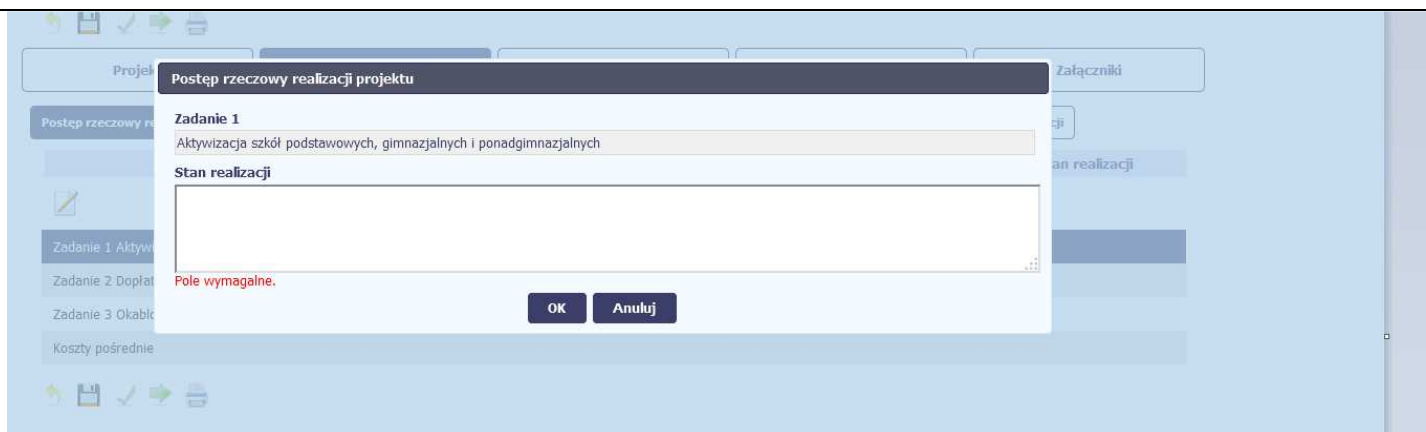 Projek
Załączniki
Postęp rzeczowy realizacji projektu
Postęp rzeczowy re
cji
Zadanie 1
Aktywizacja szkół podstawowych, gimnazjalnych i ponadgimnazjalnych
an realizacji
Stan realizacji
Zadanie 1 Aktywi
Zadanie 2 Dopłat
Pole wymagalne.
OK Anuluj
Zadanie 3 Okablo
Koszty pośrednie